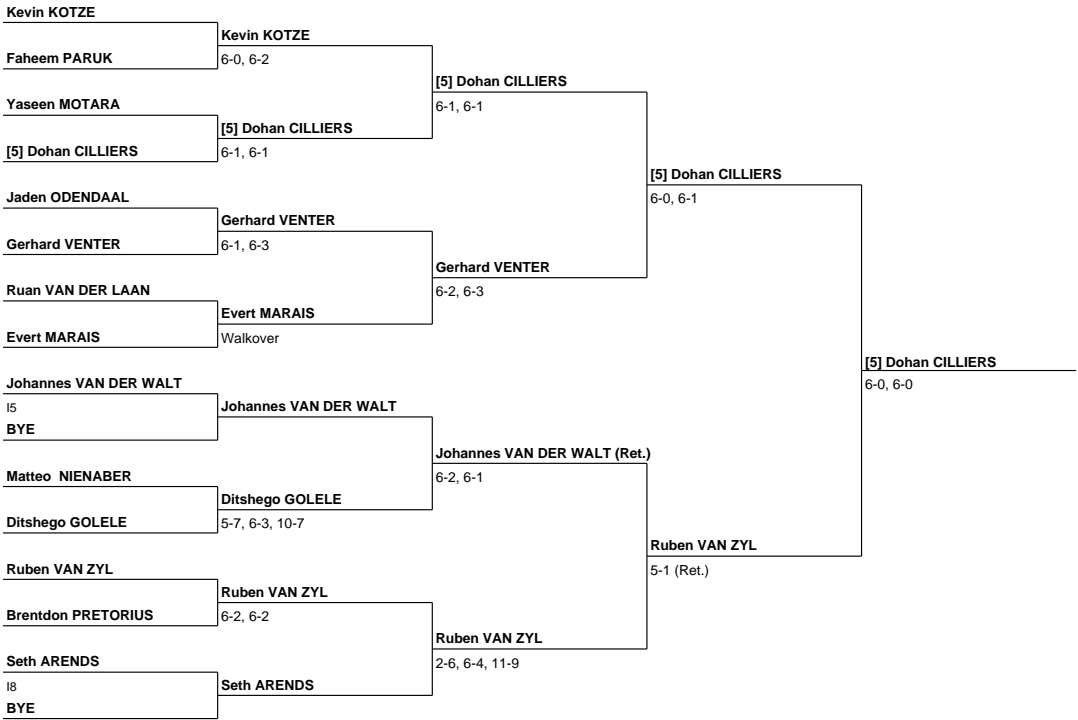 Kevin KOTZE
Faheem PARUK
Yaseen MOTARA
[5] Dohan CILLIERS
Jaden ODENDAAL
Gerhard VENTER
Ruan VAN DER LAAN
Evert MARAIS
Johannes VAN DER WALT
I5
BYE
Matteo NIENABER
Ditshego GOLELE
Ruben VAN ZYL
Brentdon PRETORIUS
Seth ARENDS
I8
BYE
Kevin KOTZE
6-0, 6-2
[5] Dohan CILLIERS
6-1, 6-1
Gerhard VENTER
6-1, 6-3
Evert MARAIS
Walkover
Johannes VAN DER WALT
Ditshego GOLELE
5-7, 6-3, 10-7
Ruben VAN ZYL
6-2, 6-2
Seth ARENDS
[5] Dohan CILLIERS
6-1, 6-1
Gerhard VENTER
6-2, 6-3
Johannes VAN DER WALT (Ret.)
6-2, 6-1
Ruben VAN ZYL
2-6, 6-4, 11-9
[5] Dohan CILLIERS
6-0, 6-1
Ruben VAN ZYL
5-1 (Ret.)
[5] Dohan CILLIERS
6-0, 6-0